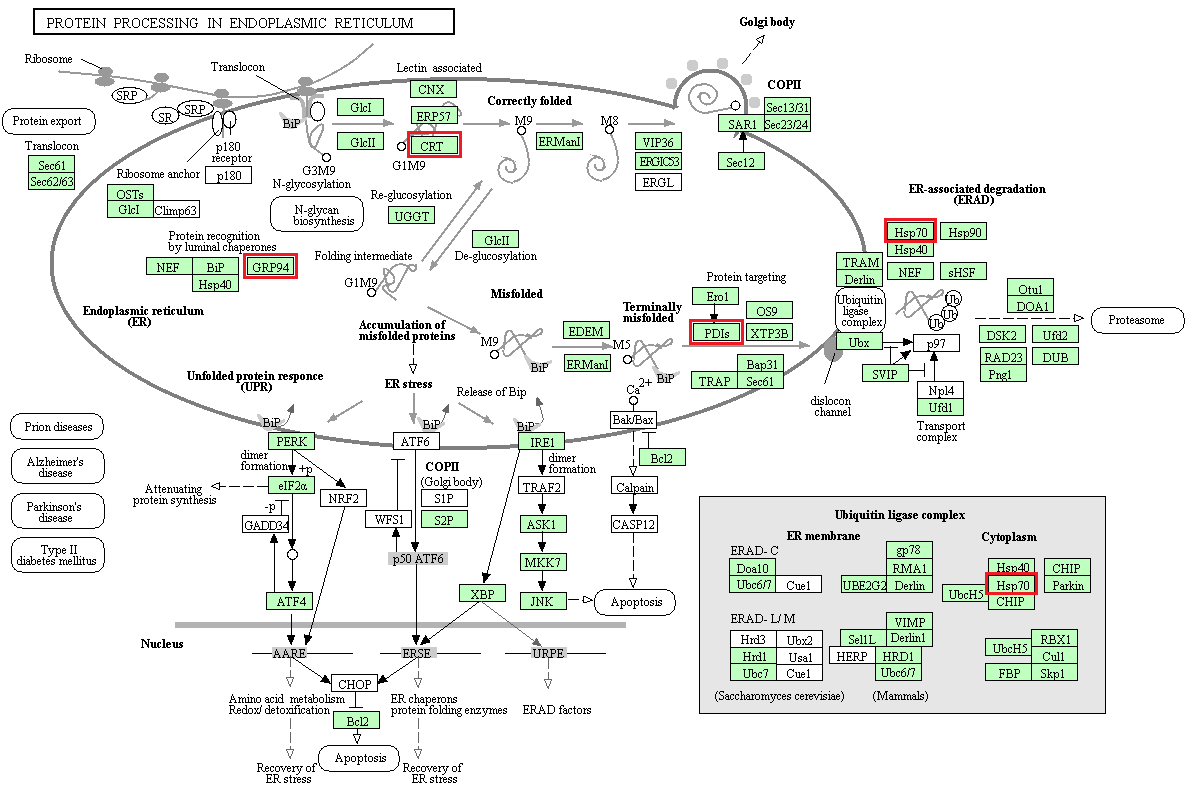 PROTEIN PROCESSING IN ENDOPLASMIC RETICULUM
Golgi body
Ribosome
Translocon
Lectin associated
COPII
SRP
SR
SRP
BiP
GlcI
GlcII
CNX
ERP57
CRT
G1M9
Correctly folded
M9
ERManI
M8
VIP36
ERGIC53
ERGL
SAR1
Sec13/31
Sec23/24
Sec12
Protein export
Translocon
Sec61
Sec62/63
p180
receptor
Ribosome anchor
p180
G3M9
N-glycosylation
N-glycan
biosynthesis
OSTs
GlcI
Climp63
Re-glucosylation
UGGT
GlcII
De-glucosylation
Protein recognition
by luminal chaperones
NEF
BiP
GRP94
Hsp40
Folding intermediate
G1M9
ER-associated degradation
(ERAD)
Hsp70
Hsp90
Hsp40
TRAM
Derlin
NEF
sHSF
Otu1
DOA1
Ubiquitin
ligase
complex
Ub
Ub
Ub
Proteasome
Endoplasmic reticulum
(ER)
Accumulation of
misfolded proteins
Misfolded
M9
BiP
EDEM
ERManI
Terminally
misfolded
M5
BiP
Protein targeting
Ero1
PDIs
OS9
XTP3B
Bap31
TRAP
Sec61
Ubx
p97
SVIP
DSK2
Ufd2
RAD23
DUB
Png1
Npl4
Ufd1
Transport
complex
dislocon
channel
Unfolded protein responce
(UPR)
ER stress
Release of Bip
Ca2+
Bak/Bax
Bcl2
BiP
BiP
BiP
PERK
ATF6
IRE1
Prion diseases
Alzheimer's
disease
Parkinson's
disease
Type II
diabetes mellitus
dimer
formation
+p
Attenuating
protein synthesis
eIF2α
-p
GADD34
NRF2
ATF4
COPII
(Golgi body)
S1P
S2P
WFS1
p50 ATF6
dimer
formation
TRAF2
ASK1
MKK7
JNK
XBP
Calpain
CASP12
Apoptosis
Nucleus
AARE
ERSE
URPE
CHOP
Amino acid metabolism
Redox/ detoxification
ER chaperons
protein folding enzymes
ERAD factors
Bcl2
Apoptosis
Recovery of
ER stress
Recovery of
ER stress
Ubiquitin ligase complex
ER membrane
Cytoplasm
ERAD- C
Doa10
Ubc6/7
Cue1
gp78
RMA1
UBE2G2
Derlin
Hsp40
Hsp70
UbcH5
CHIP
CHIP
Parkin
ERAD- L/ M
Hrd3
Ubx2
Hrd1
Usa1
Ubc7
Cue1
VIMP
Sel1L
Derlin1
HERP
HRD1
Ubc6/7
UbcH5
RBX1
Cul1
FBP
Skp1
(Saccharomyces cerevisiae)
(Mammals)